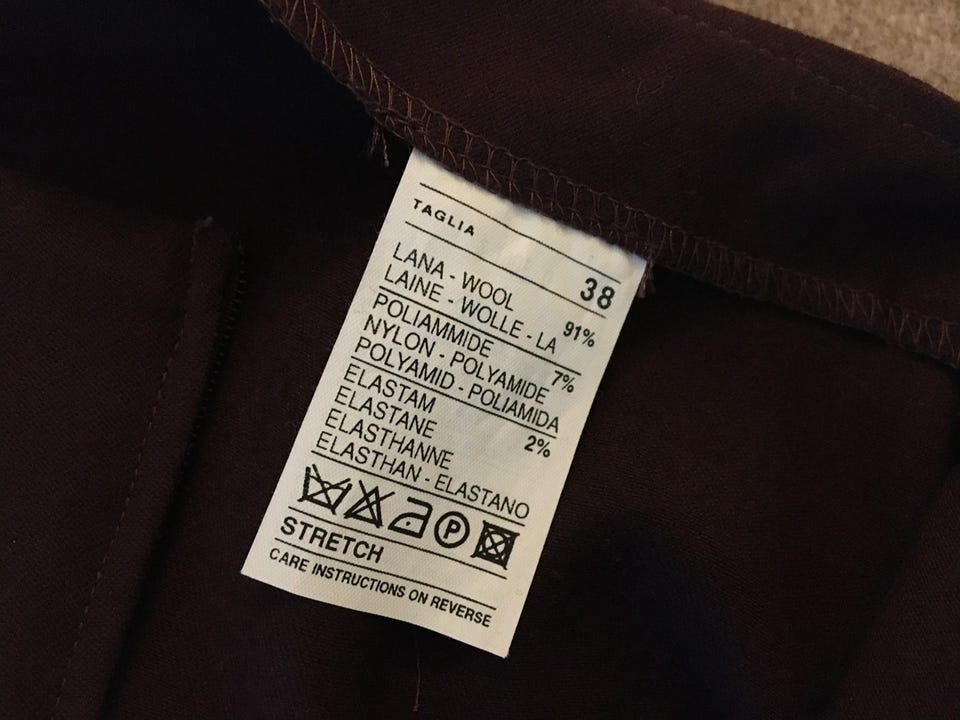 TAGLIA
38
LANA - WOOL
LAINE - WOLLE - LA 91%
POLIAMMIDE
NYLON - POLYAMIDE 7%
POLYAMID - POLIAMIDA
ELASTAM 2%
ELASTANE
ELASTHANNE
ELASTHAN - ELASTANO
P
STRETCH
CARE INSTRUCTIONS ON REVERSE